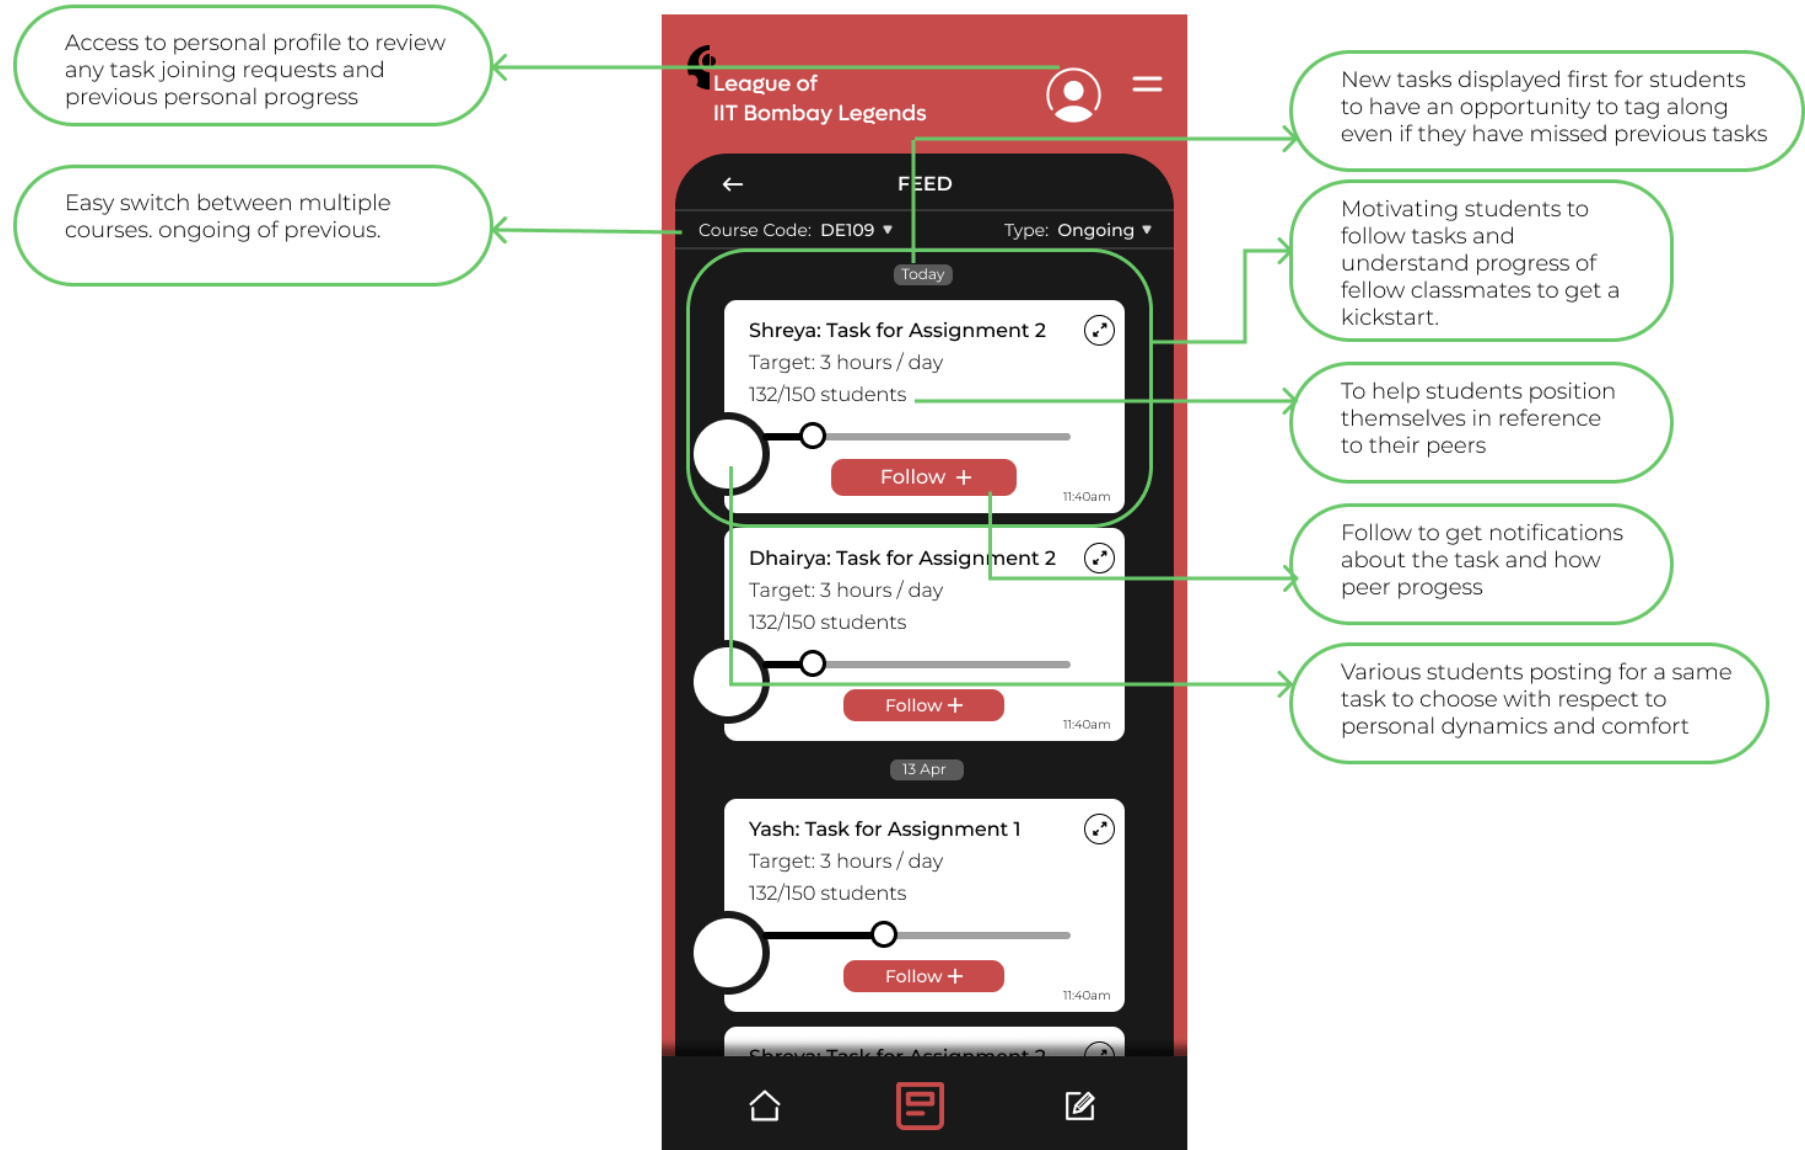 Access to personal profile to review
any task joining requests and
previous personal progress
Easy switch between multiple
courses. ongoing of previous.
League of
IIT Bombay Legends
FEED
Course Code: DE109
Type: Ongoing
Today
Shreya: Task for Assignment 2
Target: 3 hours / day
132/150 students
Follow +
11:40am
Dhairya: Task for Assignment 2
Target: 3 hours / day
132/150 students
Follow +
11:40am
13 Apr
Yash: Task for Assignment 1
Target: 3 hours / day
132/150 students
Follow +
11:40am
Shreya: Task for Assignment 2
New tasks displayed first for students
to have an opportunity to tag along
even if they have missed previous tasks
Motivating students to
follow tasks and
understand progress of
fellow classmates to get a
kickstart.
To help students position
themselves in reference
to their peers
Follow to get notifications
about the task and how
peer progess
Various students posting for a same
task to choose with respect to
personal dynamics and comfort